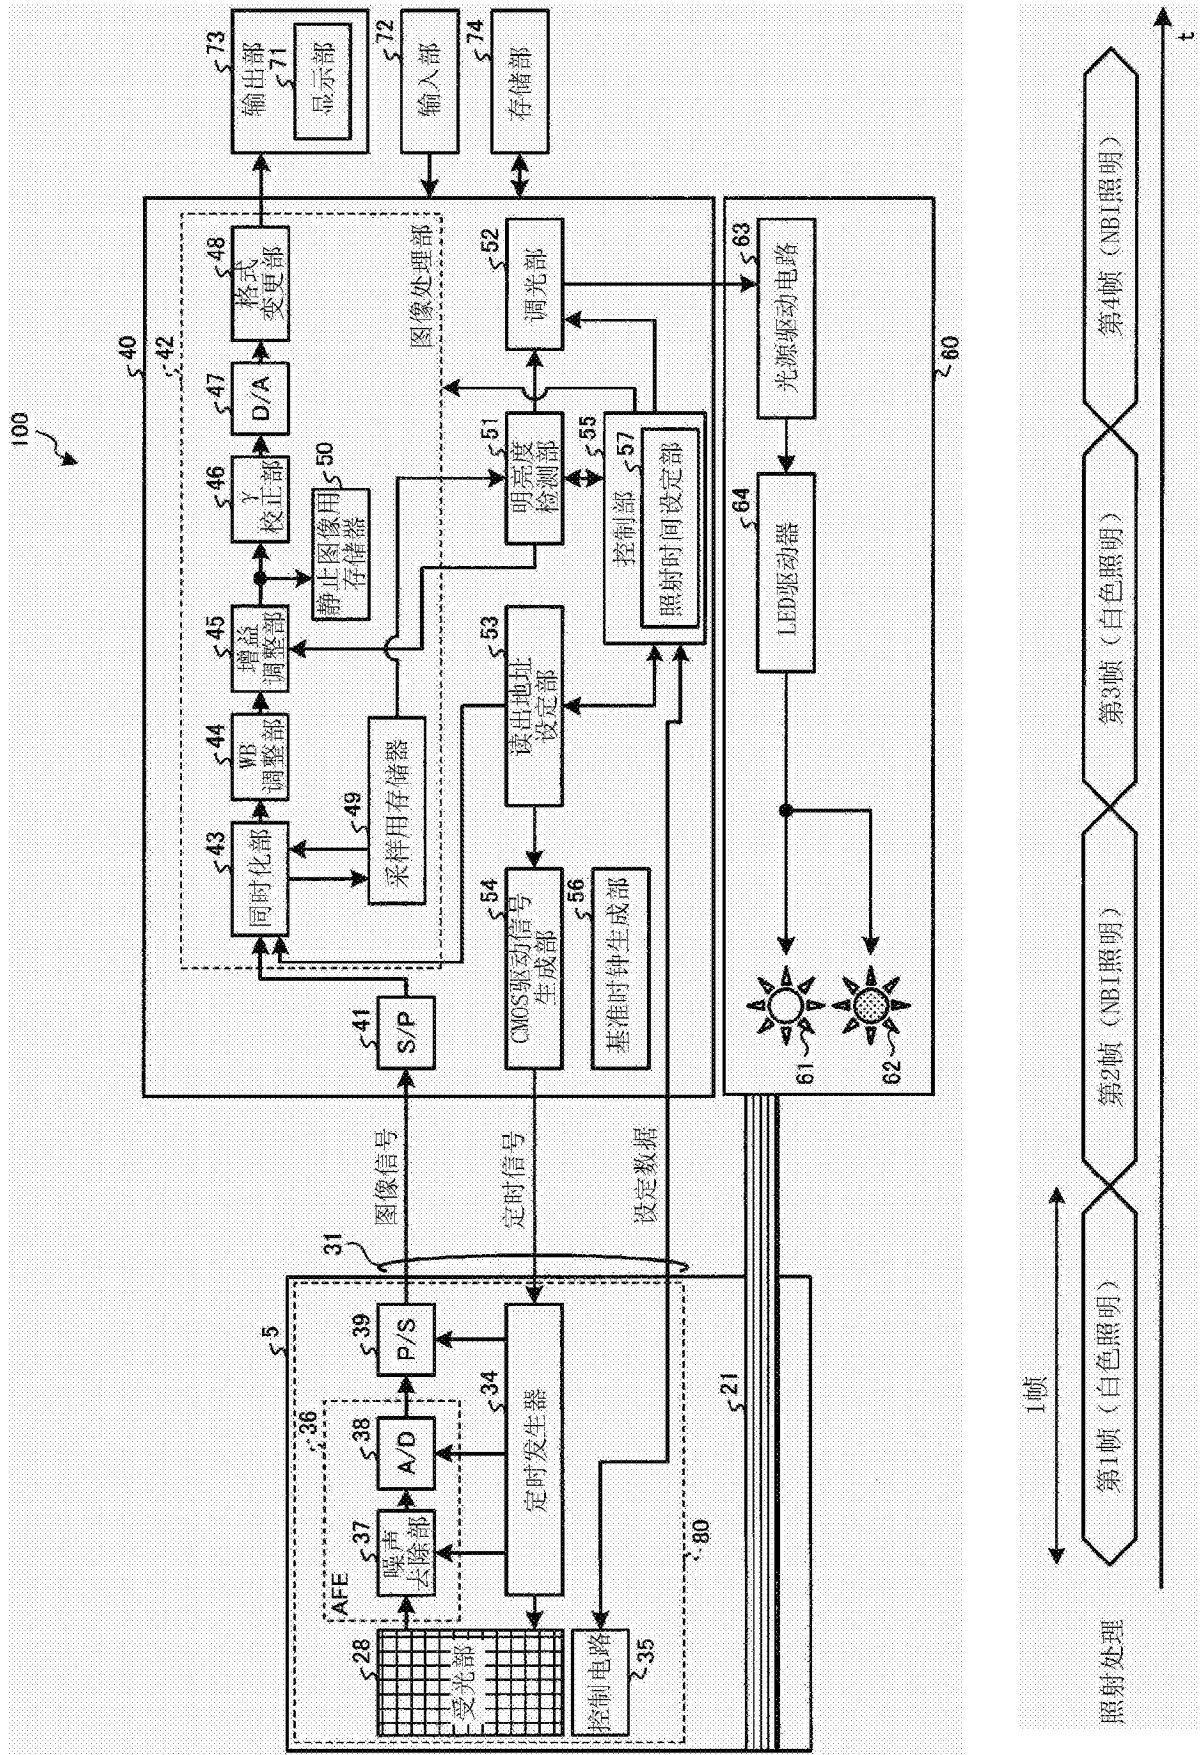 100
40
42
43
同时化部
44
WB
调整部
45
增益
调整部
46
γ
校正部
47
D/A
48
格式
变更部
73
输出部
71
显示部
72
输入部
74
存储部
49
采样用存储器
50
静止图像用
存储器
图像处理部
41
S/P
51
明亮度
检测部
52
调光部
53
读出地址
设定部
54
CMOS驱动信号
生成部
55
控制部
57
照射时间设定部
56
基准时钟生成部
图像信号
定时信号
设定数据
31
5
36
AFE
37
噪声
去除部
38
A/D
39
P/S
28
受光部
34
定时发生器
35
控制电路
80
21
60
61
62
63
光源驱动电路
64
LED驱动器
1帧
照射处理
第1帧(白色照明)
第2帧(NBI照明)
第3帧(白色照明)
第4帧(NBI照明)
t